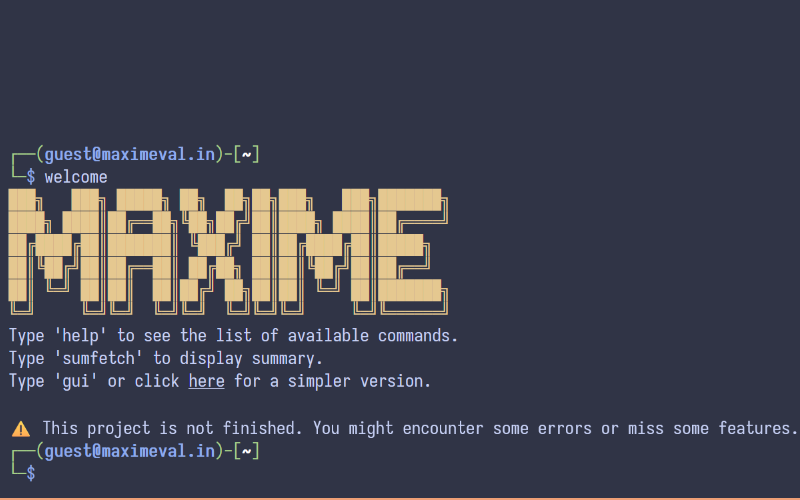 ┌──(guest@maximeval.in)-[~]
└─$ welcome
MAXIME
Type 'help' to see the list of available commands.
Type 'sumfetch' to display summary.
Type 'gui' or click here for a simpler version.
⚠️ This project is not finished. You might encounter some errors or miss some features.
┌──(guest@maximeval.in)-[~]
└─$